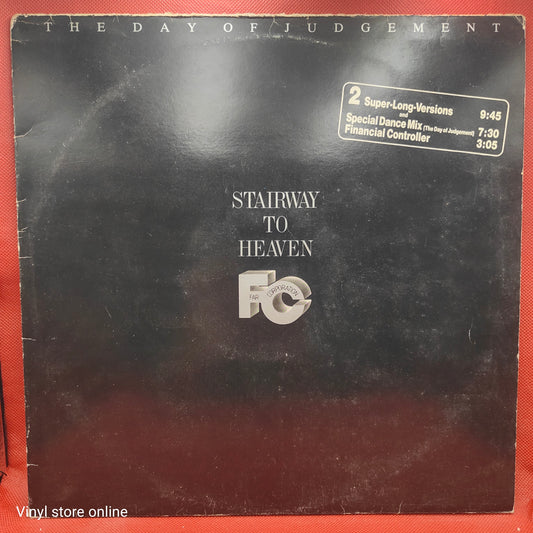 THE DAY OF JUDGEMENT
2 Super-Long-Versions 9:45
and
Special Dance Mix (The Day of Judgement) 7:30
Financial Controller 3:05
STAIRWAY
TO
HEAVEN
FC
FAR CORPORATION
Vinyl store online